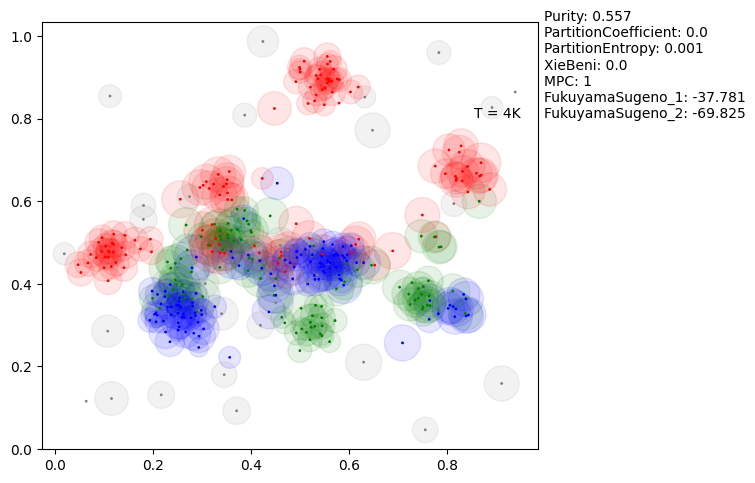 Purity: 0.557
PartitionCoefficient: 0.0
PartitionEntropy: 0.001
XieBeni: 0.0
MPC: 1
FukuyamaSugeno_1: -37.781
FukuyamaSugeno_2: -69.825
T = 4K
1.0
0.8
0.6
0.4
0.2
0.0
0.0 0.2 0.4 0.6 0.8